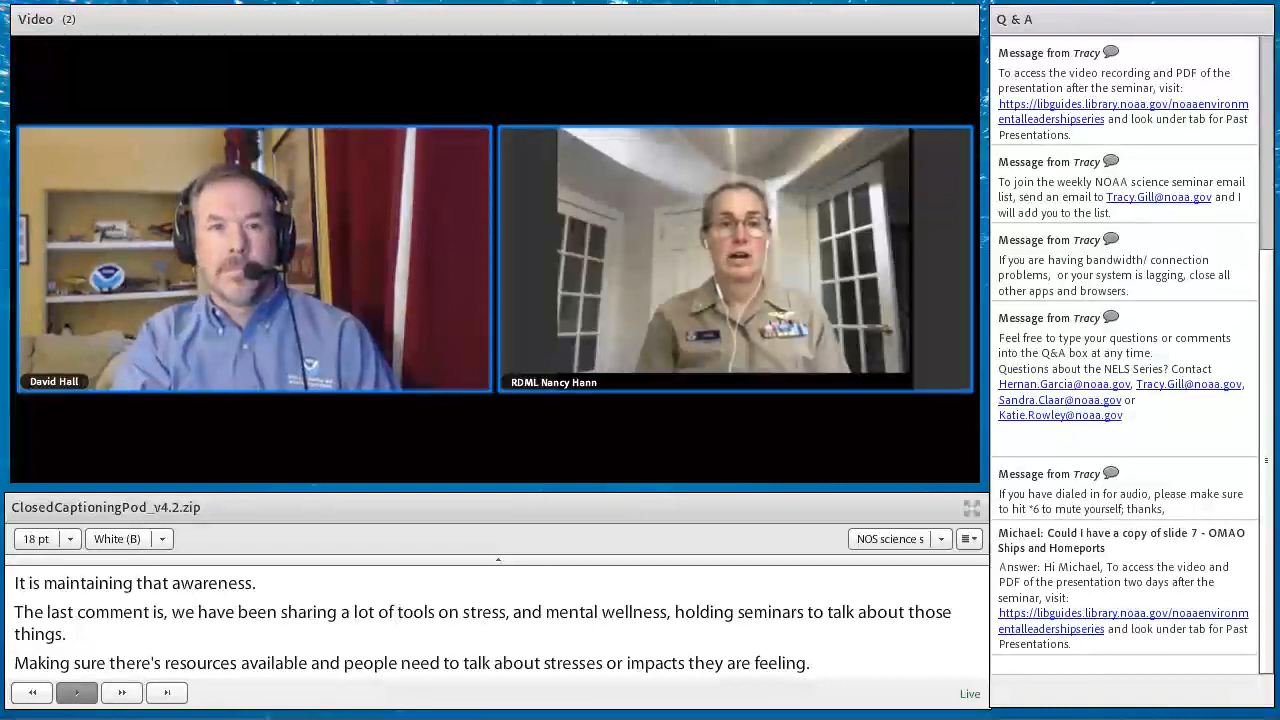 Video (2)
David Hall
RDML Nancy Hann
ClosedCaptioningPod_v4.2.zip
18 pt
White (B)
NOS science s
It is maintaining that awareness.
The last comment is, we have been sharing a lot of tools on stress, and mental wellness, holding seminars to talk about those
things.
Making sure there's resources available and people need to talk about stresses or impacts they are feeling.
Live
Q & A
Message from Tracy
To access the video recording and PDF of the
presentation after the seminar, visit:
https://libguides.library.noaa.gov/noaaenvironm
entalleadershipseries and look under tab for Past
Presentations.
Message from Tracy
To join the weekly NOAA science seminar email
list, send an email to Tracy.Gill@noaa.gov and I
will add you to the list.
Message from Tracy
If you are having bandwidth/ connection
problems, or your system is lagging, close all
other apps and browsers.
Message from Tracy
Feel free to type your questions or comments
into the Q&A box at any time.
Questions about the NELS Series? Contact
Hernan.Garcia@noaa.gov, Tracy.Gill@noaa.gov,
Sandra.Claar@noaa.gov or
Katie.Rowley@noaa.gov
Message from Tracy
If you have dialed in for audio, please make sure
to hit *6 to mute yourself; thanks,
Michael: Could I have a copy of slide 7 - OMAO
Ships and Homeports
Answer: Hi Michael, To access the video and
PDF of the presentation two days after the
seminar, visit:
https://libguides.library.noaa.gov/noaaenvironm
entalleadershipseries and look under tab for Past
Presentations.